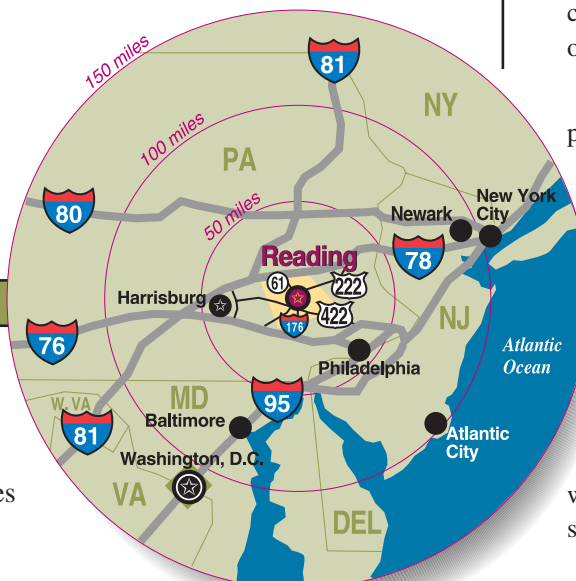 150 miles
81
c
o
NY
p
100 miles
PA
80
50 miles
New York
City
Newark
78
Reading
61
222
Harrisburg
422
176
NJ
76
Philadelphia
Atlantic
Ocean
95
W. VA
MD
81
Baltimore
Atlantic
City
Washington, D.C.
VA
es
DEL
w
s